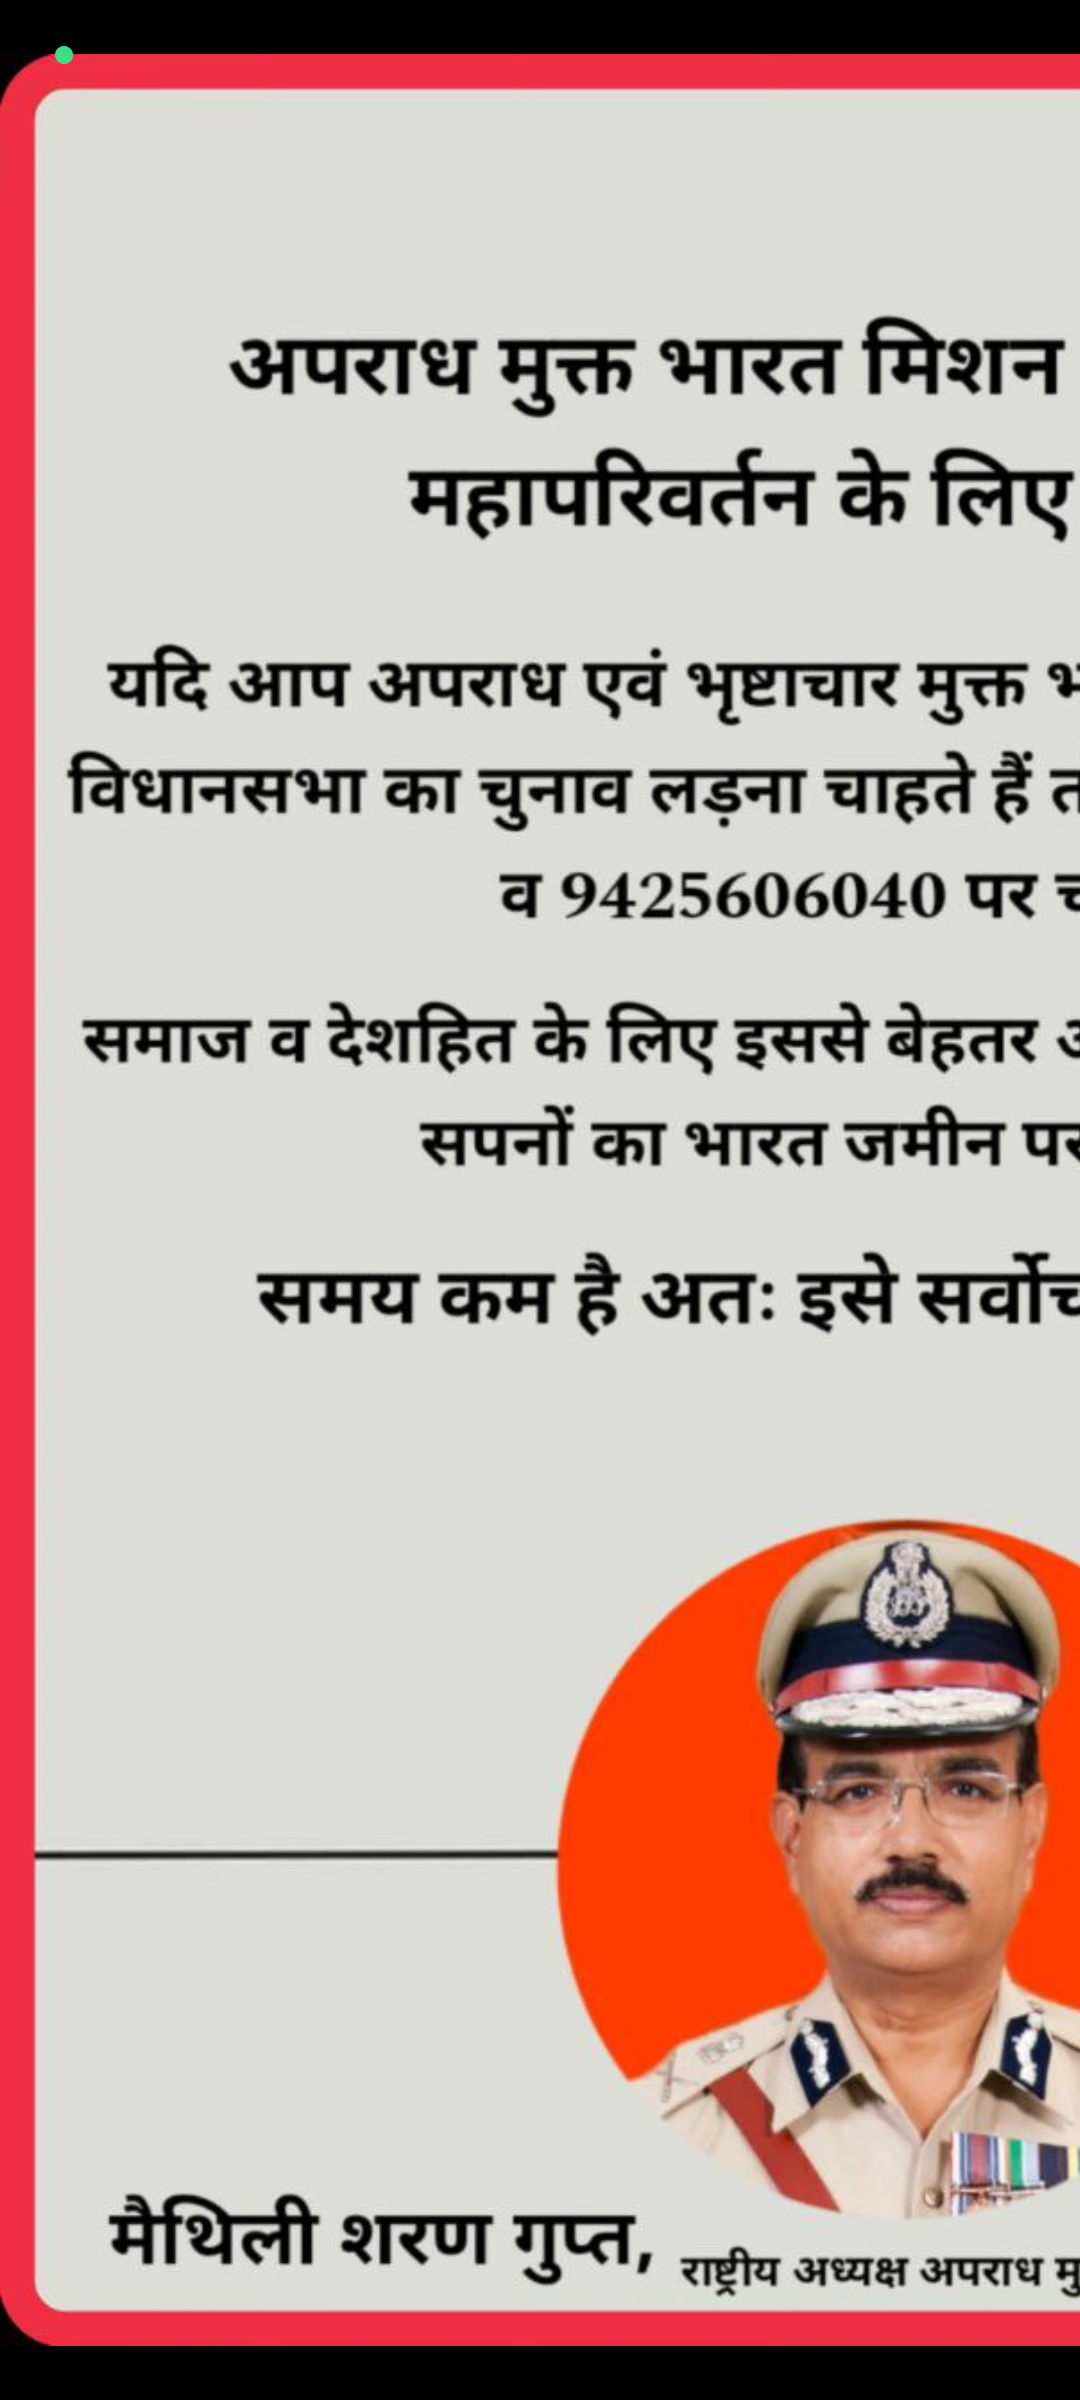 अपराध मुक्त भारत मिशन
महापरिवर्तन के लिए
यदि आप अपराध एवं भृष्टाचार मुक्त
विधानसभा का चुनाव लड़ना चाहते हैं
व 9425606040 पर
समाज व देशहित के लिए इससे बेहतर
सपनों का भारत जमीन पर
समय कम है अतः इसे
मैथिली शरण गुप्त,
राष्ट्रीय अध्यक्ष अपराध